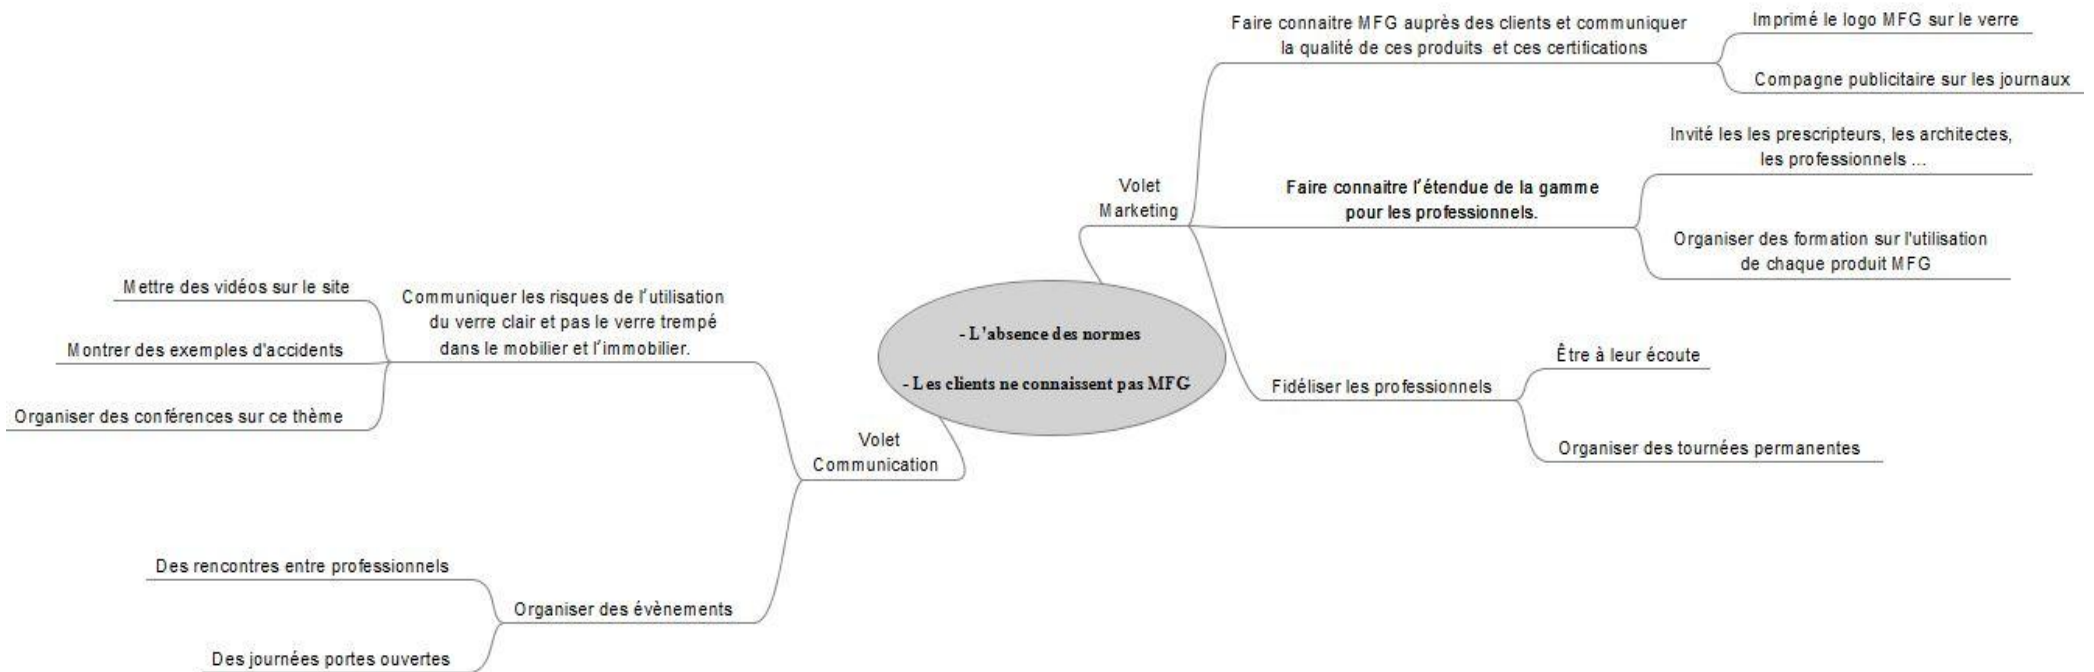 - L'absence des normes
- Les clients ne connaissent pas MFG
Volet
Marketing
Faire connaitre MFG auprès des clients et communiquer
la qualité de ces produits et ces certifications
Imprimé le logo MFG sur le verre
Compagne publicitaire sur les journaux
Faire connaitre l'étendue de la gamme
pour les professionnels.
Invité les les prescripteurs, les architectes,
les professionnels ...
Organiser des formation sur l'utilisation
de chaque produit MFG
Fidéliser les professionnels
Être à leur écoute
Organiser des tournées permanentes
Volet
Communication
Communiquer les risques de l'utilisation
du verre clair et pas le verre trempé
dans le mobilier et l'immobilier.
Mettre des vidéos sur le site
Montrer des exemples d'accidents
Organiser des conférences sur ce thème
Organiser des évènements
Des rencontres entre professionnels
Des journées portes ouvertes